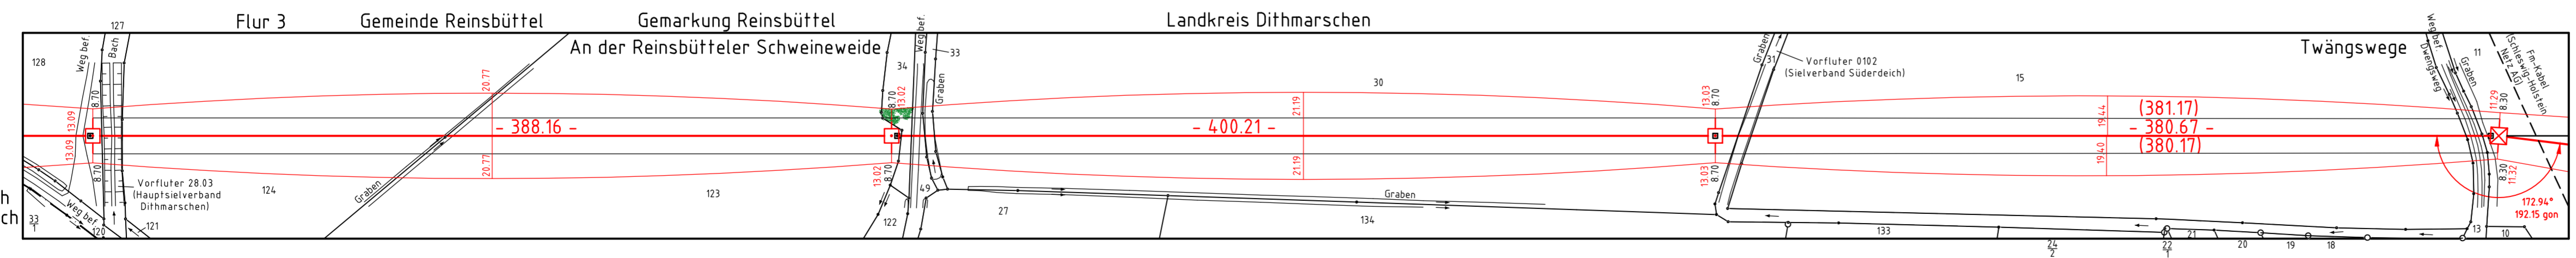 Flur 3
Gemeinde Reinsbüttel
Gemarkung Reinsbüttel
Landkreis Dithmarschen
127
128
Weg bef.
Bach
An der Reinsbütteler Schweineweide
34
Weg bef.
33
30
Graben
31
Vorfluter 0102
(Sielverband Süderdeich)
15
Twängswege
Weg bef.
Dwengsweg
Graben
11
Fm-Kabel
(Schleswig-Holstein
Netz AG)
20.77
8.70
13.09
13.09
8.70
- 388.16 -
20.77
Graben
8.70
13.02
13.02
8.70
Graben
21.19
- 400.21 -
21.19
13.03
8.70
13.03
8.70
19.44
(381.17)
- 380.67 -
(380.17)
19.40
11.29
8.30
8.30
11.32
172.94°
192.15 gon
Vorfluter 28.03
(Hauptsielverband
Dithmarschen)
124
123
h
ch
33
1
Weg bef.
120
121
122
49
27
134
Graben
133
24
2
22
1
21
20
19
18
13
10